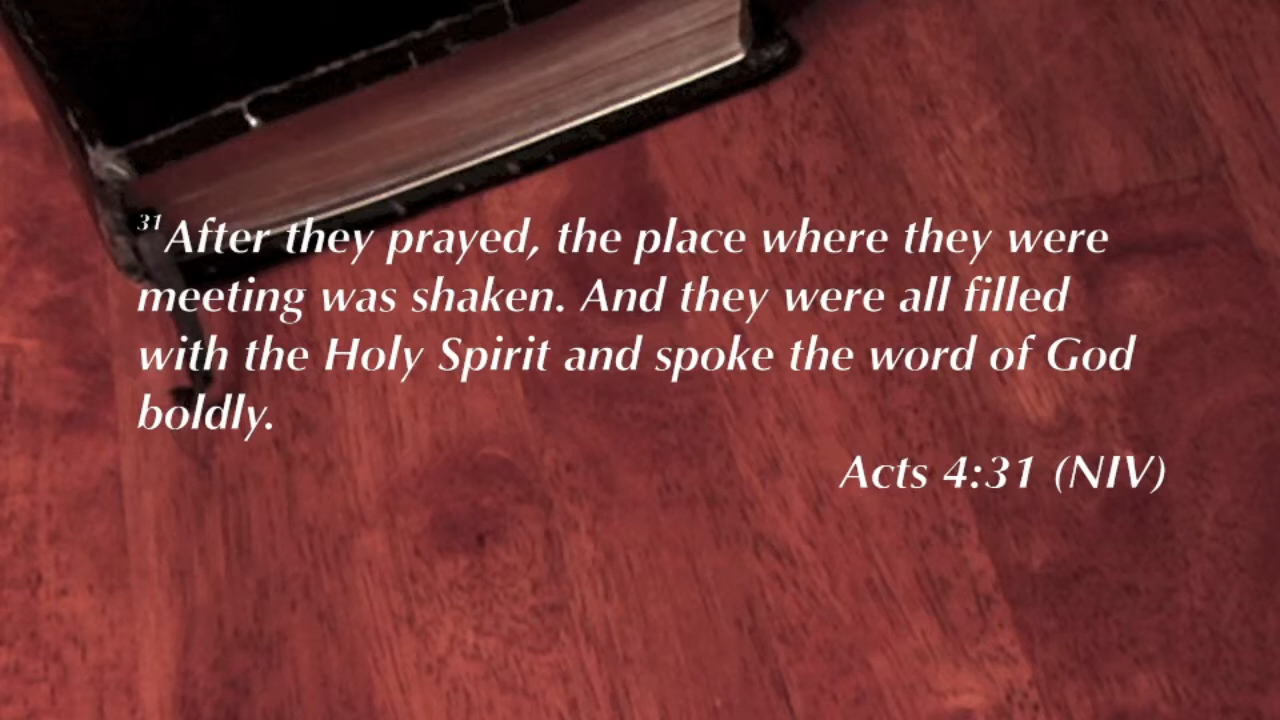 ³¹After they prayed, the place where they were
meeting was shaken. And they were all filled
with the Holy Spirit and spoke the word of God
boldly.
Acts 4:31 (NIV)